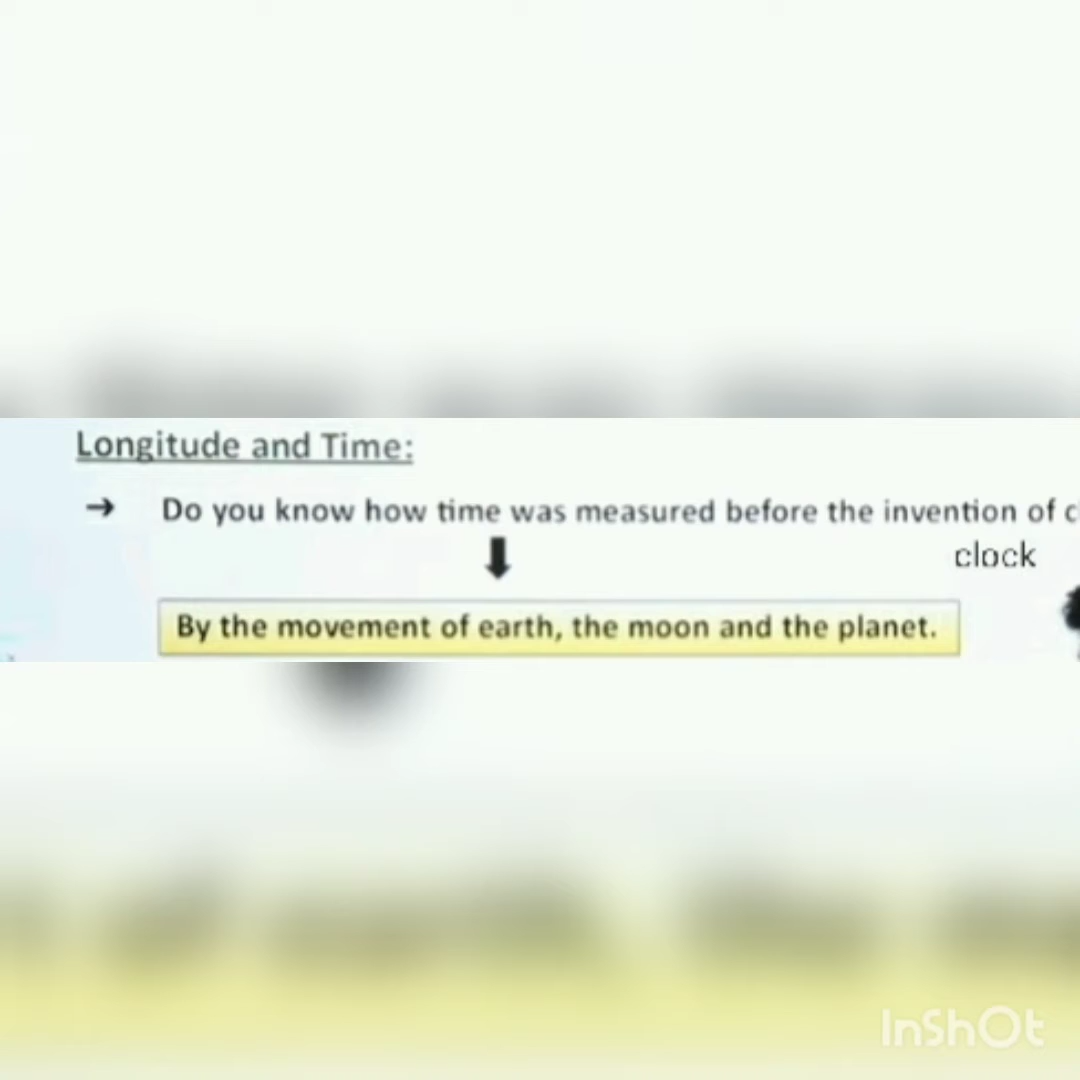 Longitude and Time:
→ Do you know how time was measured before the invention of c
clock
By the movement of earth, the moon and the planet.
InShOt